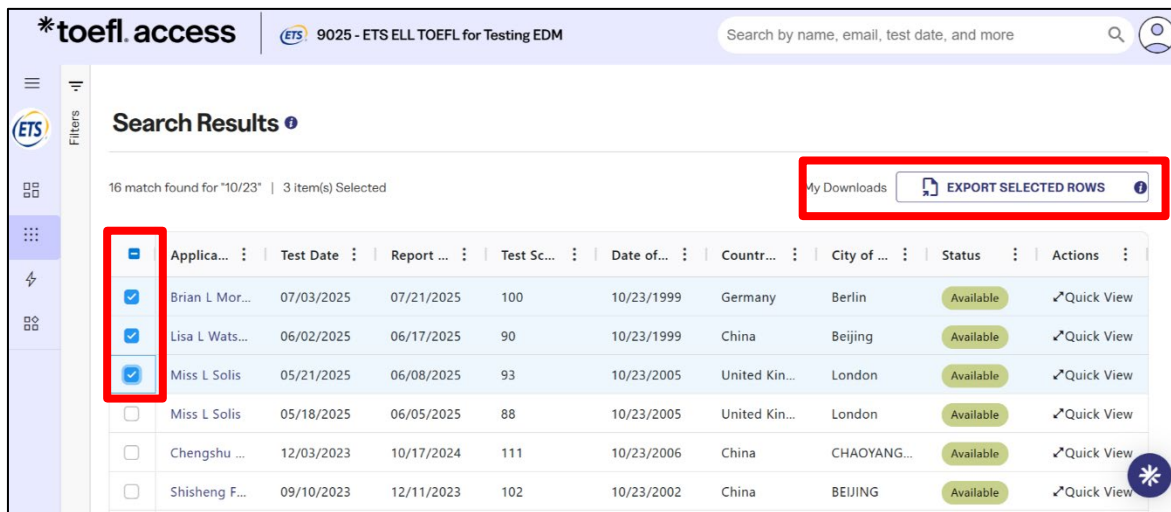 toefl. access
ETS 9025 - ETS ELL TOEFL for Testing EDM
Search by name, email, test date, and more
ETS
Filters
Search Results
16 match found for "10/23" | 3 item(s) Selected
My Downloads
EXPORT SELECTED ROWS
Applica... Test Date Report ... Test Sc... Date of... Countr... City of ... Status Actions
Brian L Mor... 07/03/2025 07/21/2025 100 10/23/1999 Germany Berlin Available Quick View
Lisa L Wats... 06/02/2025 06/17/2025 90 10/23/1999 China Beijing Available Quick View
Miss L Solis 05/21/2025 06/08/2025 93 10/23/2005 United Kin... London Available Quick View
Miss L Solis 05/18/2025 06/05/2025 88 10/23/2005 United Kin... London Available Quick View
Chengshu ... 12/03/2023 10/17/2024 111 10/23/2006 China CHAOYANG... Available Quick View
Shisheng F... 09/10/2023 12/11/2023 102 10/23/2002 China BEIJING Available Quick View